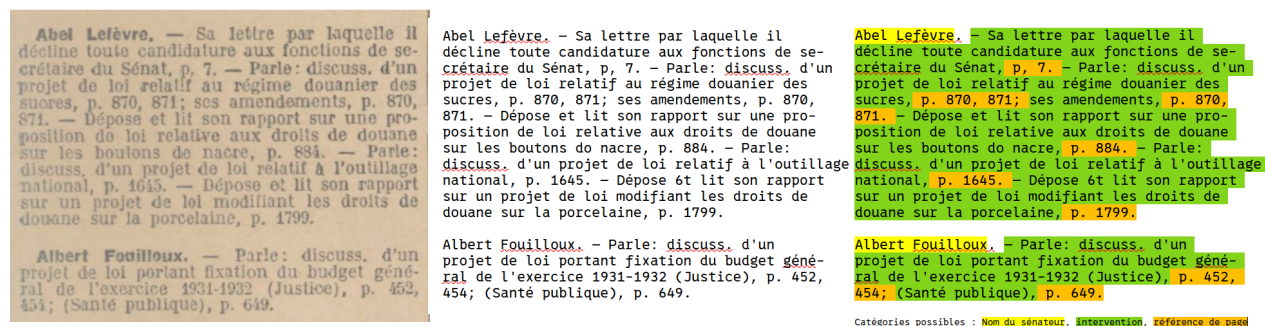 Abel Lefèvre. — Sa lettre par laquelle il
décline toute candidature aux fonctions de se-
crétaire du Sénat, p. 7. — Parle: discuss. d'un
projet de loi relatif au régime douanier des
sucres, p. 870, 871; ses amendements, p. 870,
871. — Dépose et lit son rapport sur une pro-
position de loi relative aux droits de douane
sur les boutons de nacre, p. 884. — Parle:
discuss. d'un projet de loi relatif à l'outillage
national, p. 1645. — Dépose et lit son rapport
sur un projet de loi modifiant les droits de
douane sur la porcelaine, p. 1799.
Albert Fouilloux. — Parle: discuss. d'un
projet de loi portant fixation du budget géné-
ral de l'exercice 1931-1932 (Justice), p. 452,
454; (Santé publique), p. 649.
Abel Lefèvre. — Sa lettre par laquelle il
décline toute candidature aux fonctions de se-
crétaire du Sénat, p, 7. — Parle: discuss. d'un
projet de loi relatif au régime douanier des
sucres, p. 870, 871; ses amendements, p. 870,
871. — Dépose et lit son rapport sur une pro-
position de loi relative aux droits de douane
sur les boutons do nacre, p. 884. — Parle:
discuss. d'un projet de loi relatif à l'outillage
national, p. 1645. — Dépose 6t lit son rapport
sur un projet de loi modifiant les droits de
douane sur la porcelaine, p. 1799.
Albert Fouilloux. — Parle: discuss. d'un
projet de loi portant fixation du budget géné-
ral de l'exercice 1931-1932 (Justice), p. 452,
454; (Santé publique), p. 649.
Abel Lefèvre. — Sa lettre par laquelle il
décline toute candidature aux fonctions de se-
crétaire du Sénat, p, 7. — Parle: discuss. d'un
projet de loi relatif au régime douanier des
sucres, p. 870, 871; ses amendements, p. 870,
871. — Dépose et lit son rapport sur une pro-
position de loi relative aux droits de douane
sur les boutons do nacre, p. 884. — Parle:
discuss. d'un projet de loi relatif à l'outillage
national, p. 1645. — Dépose 6t lit son rapport
sur un projet de loi modifiant les droits de
douane sur la porcelaine, p. 1799.
Albert Fouilloux. — Parle: discuss. d'un
projet de loi portant fixation du budget géné-
ral de l'exercice 1931-1932 (Justice), p. 452,
454; (Santé publique), p. 649.
Catégories possibles : Nom du sénateur, intervention, référence de page